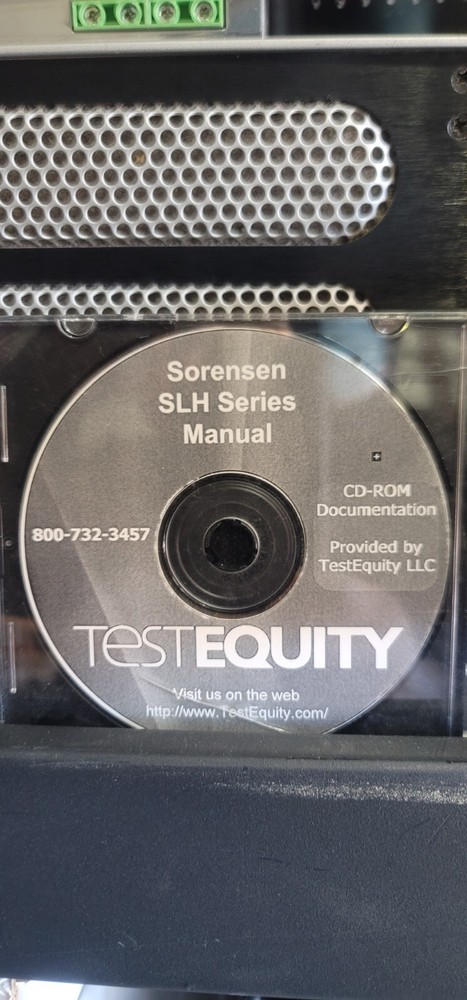 Sorensen
SLH Series
Manual
CD-ROM
Documentation
800-732-3457
Provided by
TestEquity LLC
TESTEQUITY
Visit us on the web
http://www.TestEquity.com/